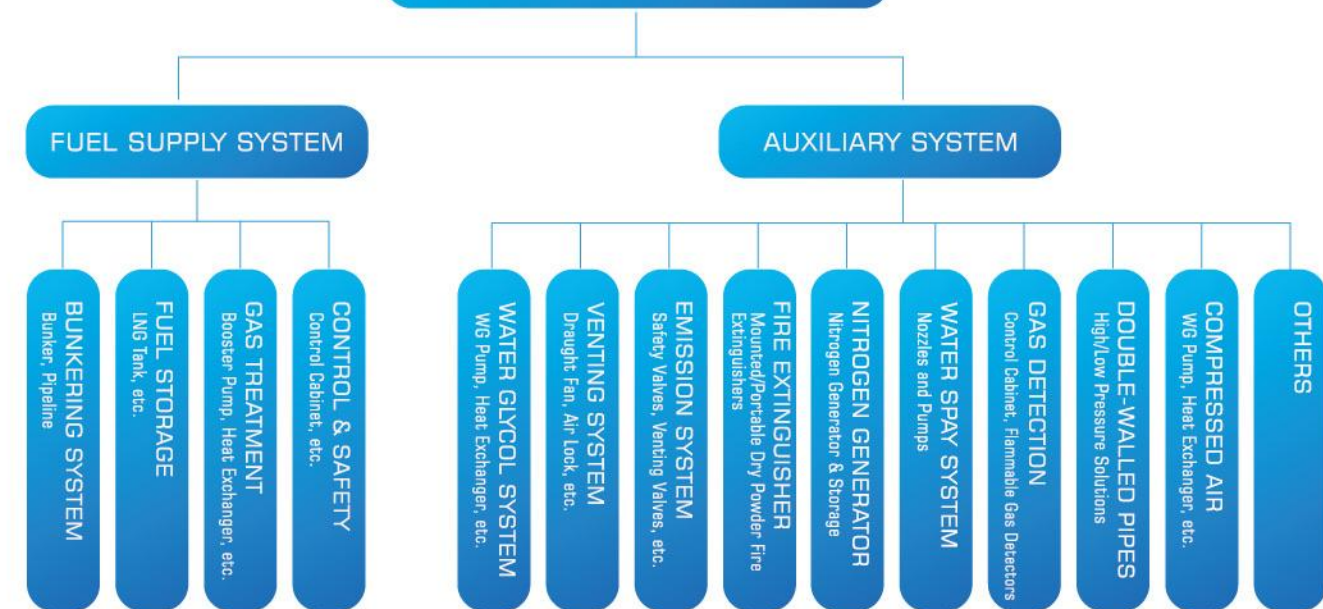 FUEL SUPPLY SYSTEM
AUXILIARY SYSTEM
BUNKERRING SYSTEM
Bunker, Pipeline
FUEL STORAGE
LNG Tank, etc.
GAS TREATMENT
Booster Pump, Heat Exchanger, etc.
CONTROL & SAFETY
Control Cabinet, etc.
WATER GLYCOL SYSTEM
WG Pump, Heat Exchanger, etc.
VENTING SYSTEM
Draught Fan, Air Lock, etc.
EMISSION SYSTEM
Safety Valves, Venting Valves, etc.
FIRE EXTINGUISHER
Mounted/Portable Dry Powder Fire
Extinguishers
NITROGEN GENERATOR
Nitrogen Generator & Storage
WATER SPAY SYSTEM
Nozzles and Pumps
GAS DETECTION
Control Cabinet, Flammable Gas Detectors
DOUBLE-WALLED PIPES
High/Low Pressure Solutions
COMPRESSED AIR
WG Pump, Heat Exchanger, etc.
OTHERS